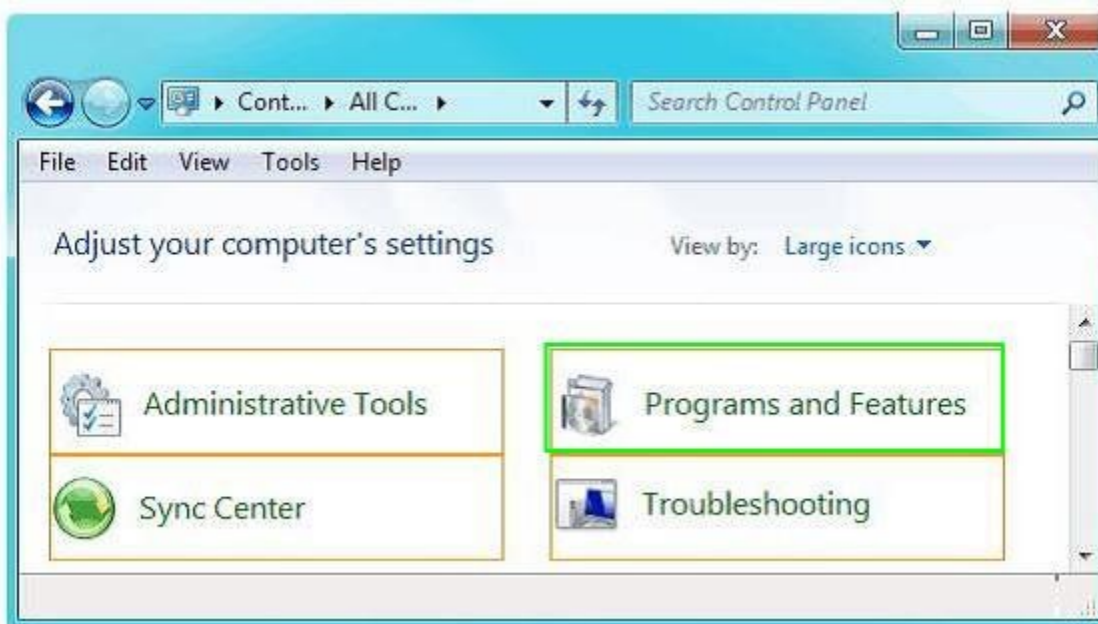 Cont... All C... Search Control Panel
File Edit View Tools Help
Adjust your computer's settings View by: Large icons
Administrative Tools Programs and Features
Sync Center Troubleshooting